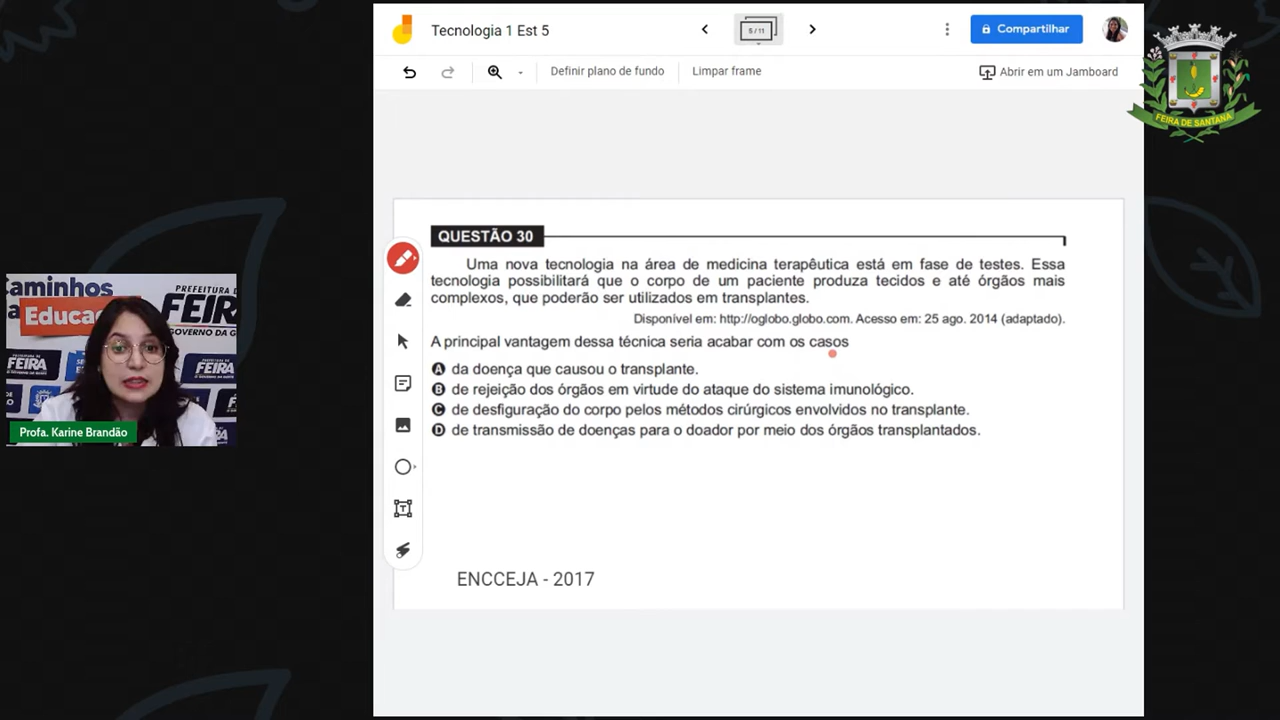 Tecnologia 1 Est 5
5 / 11
Compartilhar
Definir plano de fundo
Limpar frame
Abrir em um Jamboard
FEIRA DE SANTANA
QUESTÃO 30
Uma nova tecnologia na área de medicina terapêutica está em fase de testes. Essa
tecnologia possibilitará que o corpo de um paciente produza tecidos e até órgãos mais
complexos, que poderão ser utilizados em transplantes.
Disponível em: http://oglobo.globo.com. Acesso em: 25 ago. 2014 (adaptado).
A principal vantagem dessa técnica seria acabar com os casos
A da doença que causou o transplante.
B de rejeição dos órgãos em virtude do ataque do sistema imunológico.
C de desfiguração do corpo pelos métodos cirúrgicos envolvidos no transplante.
D de transmissão de doenças para o doador por meio dos órgãos transplantados.
ENCCEJA - 2017
Caminhos
Educa
PREFEITURA DE
FEIRA
GOVERNO DA G
FEIRA
FEIRA
Profa. Karine Brandão